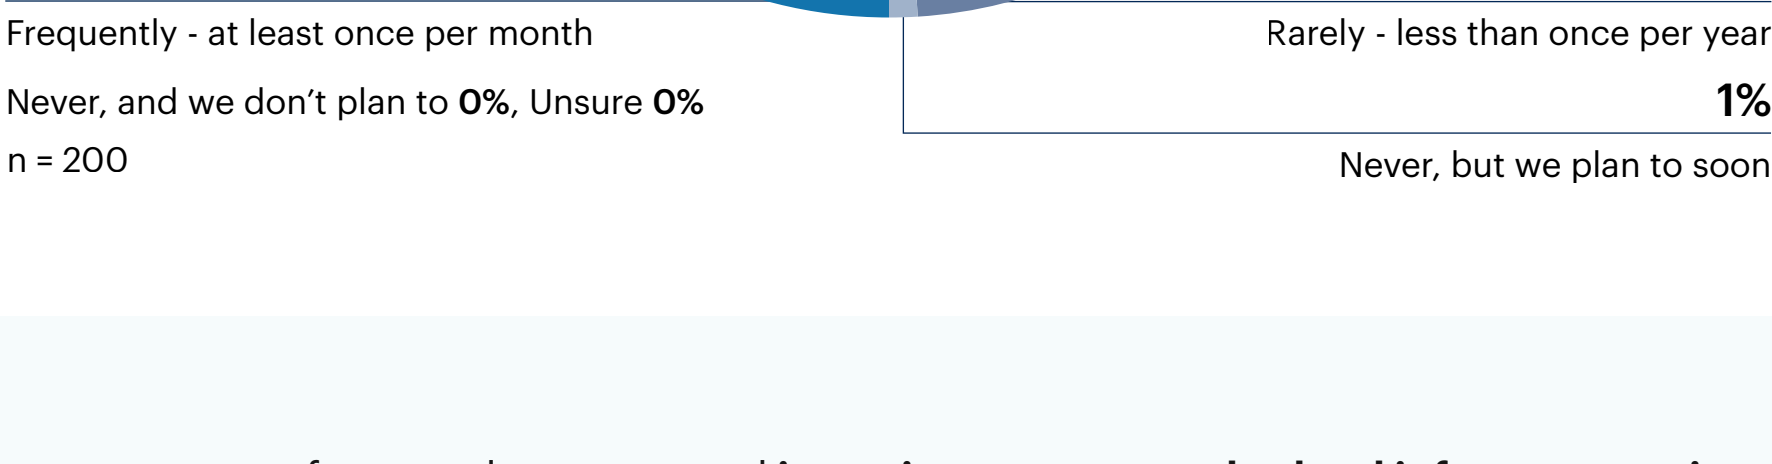 Frequently - at least once per month
Never, and we don’t plan to 0%, Unsure 0%
n = 200
Rarely - less than once per year
1%
Never, but we plan to soon